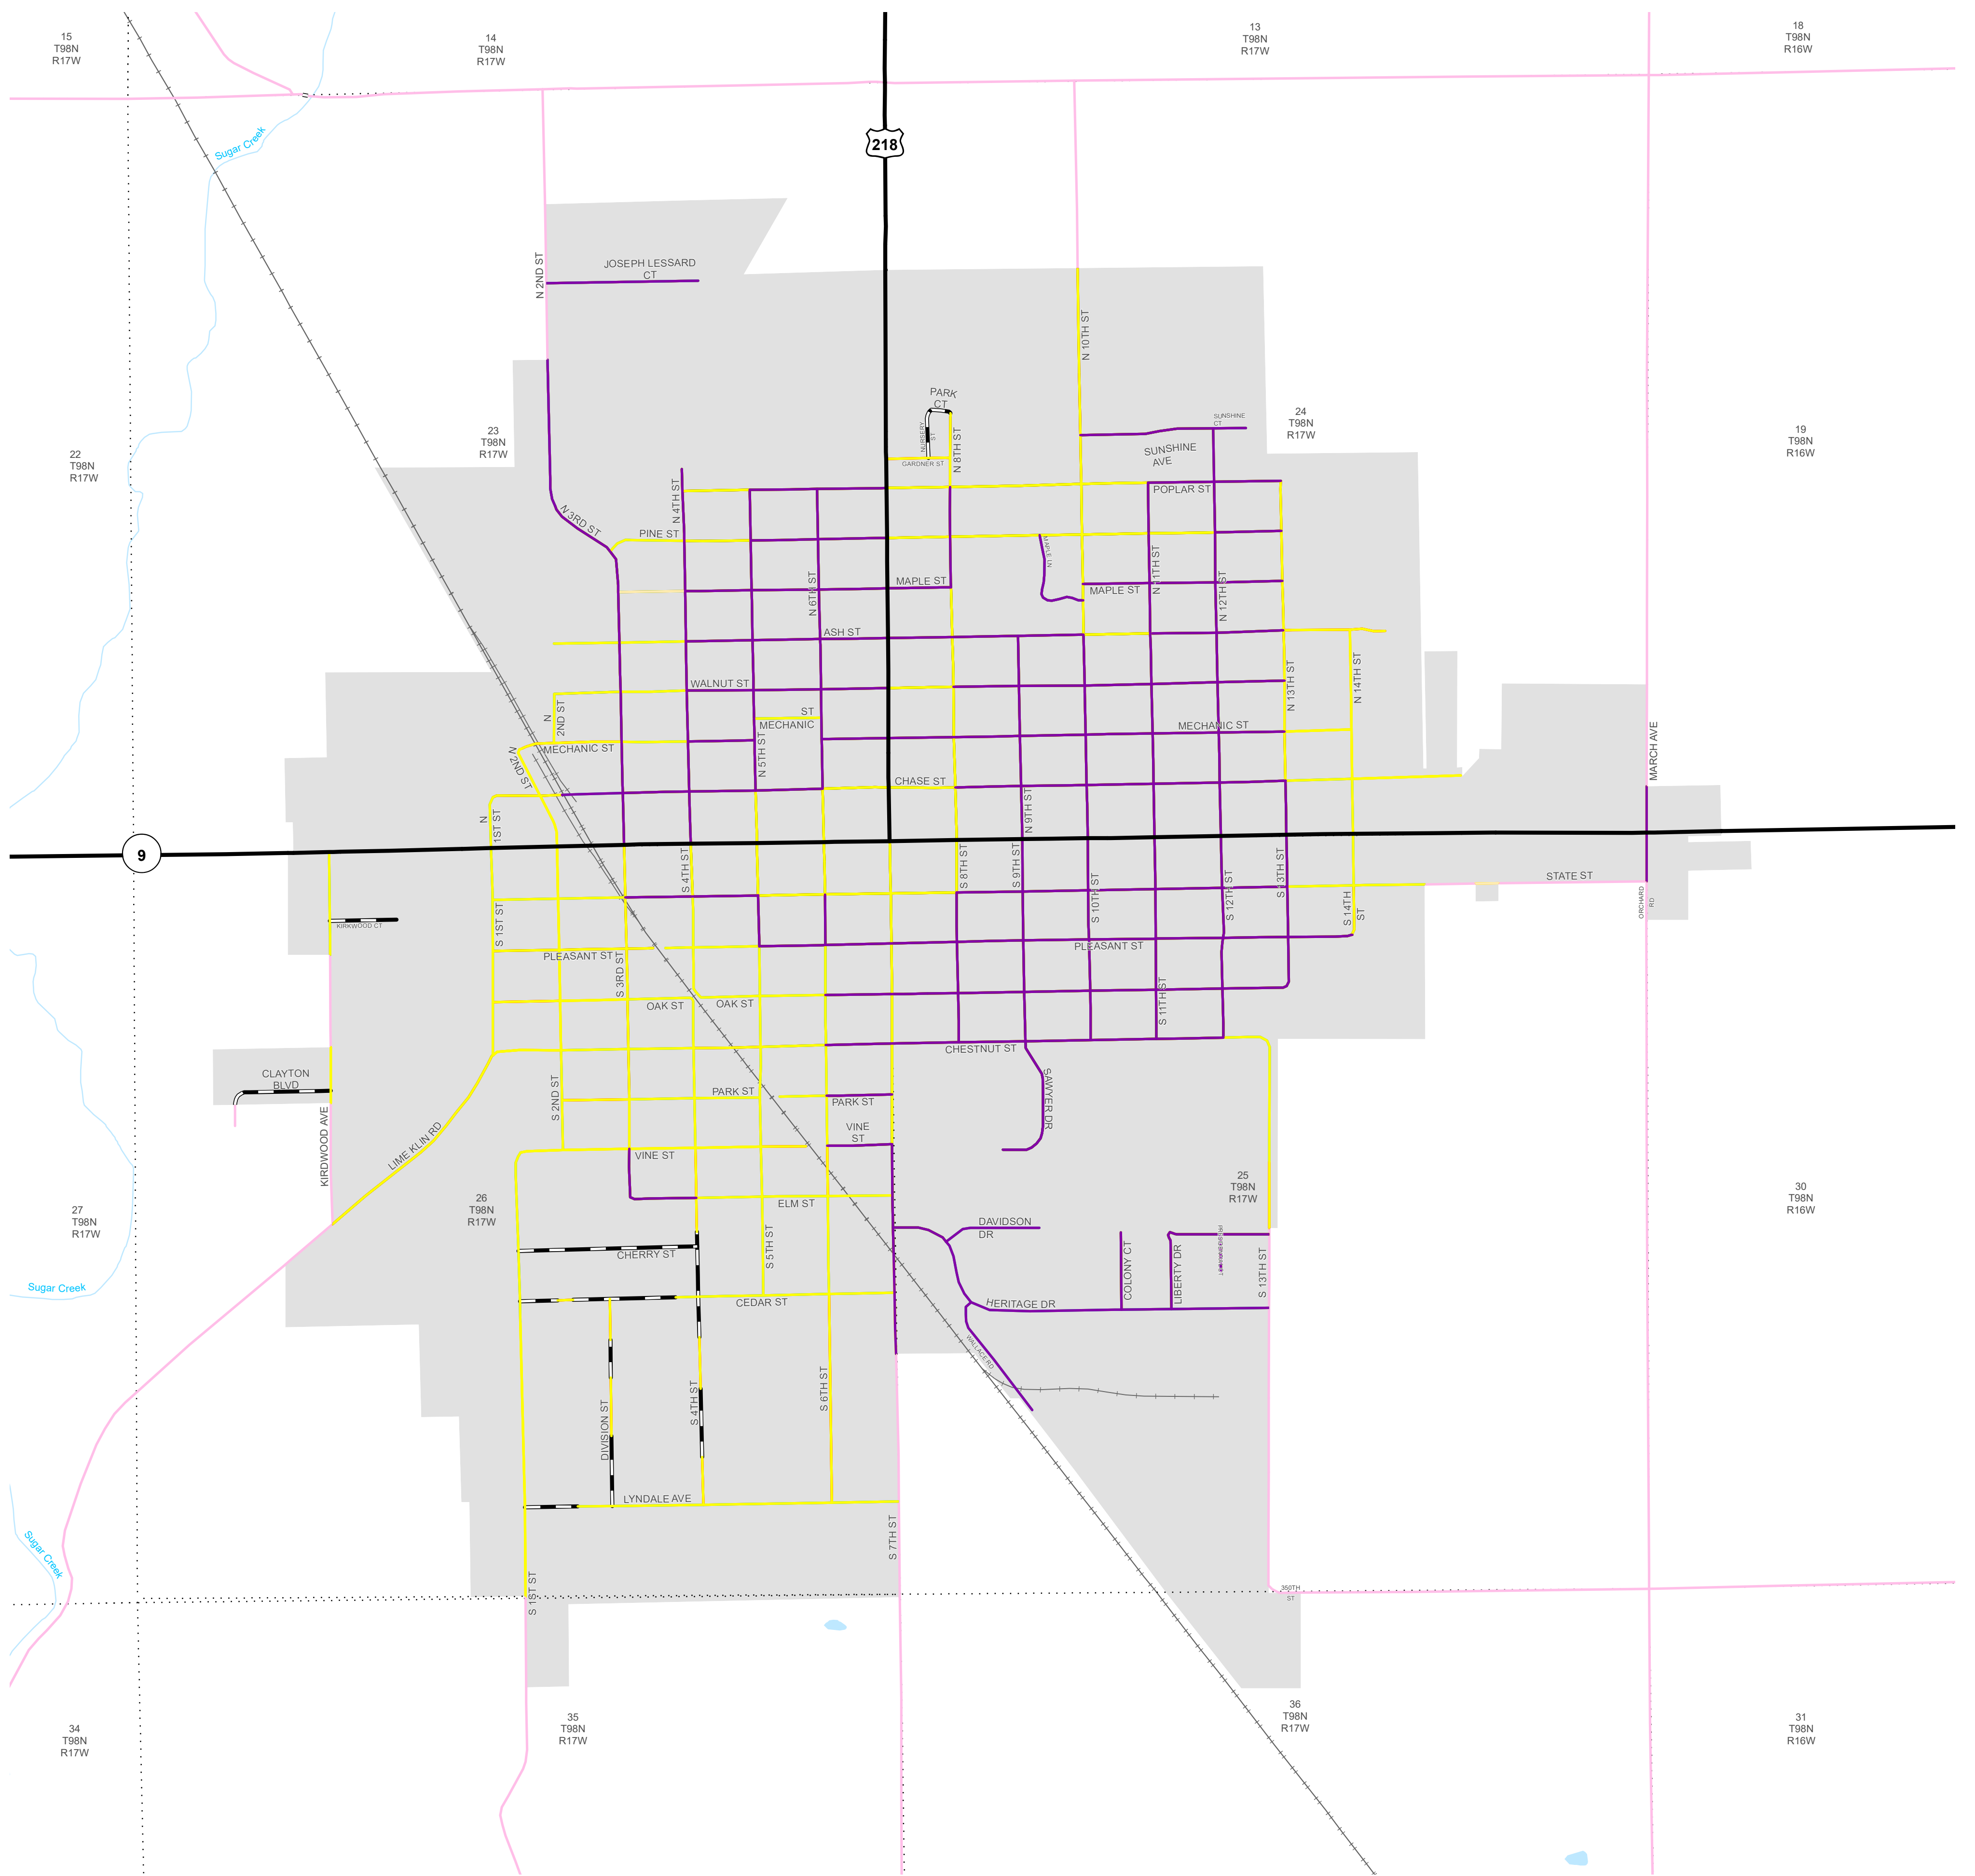 15
T98N
R17W
14
T98N
R17W
13
T98N
R17W
18
T98N
R16W
Sugar Creek
218
N 2ND ST
JOSEPH LESSARD
CT
N 10TH ST
PARK
CT
NURSERY
ST
N 8TH ST
GARDNER ST
SUNSHINE
CT
SUNSHINE
AVE
24
T98N
R17W
23
T98N
R17W
22
T98N
R17W
19
T98N
R16W
N 3RD ST
N 4TH ST
POPLAR ST
PINE ST
MAPLE LN
N 6TH ST
MAPLE ST
MAPLE ST
N 11TH ST
N 12TH ST
ASH ST
WALNUT ST
N 13TH ST
N 14TH ST
N
2ND ST
ST
MECHANIC
MECHANIC ST
MECHANIC ST
N 5TH ST
N 2ND ST
CHASE ST
N 9TH ST
MARCH AVE
N
1ST ST
9
S 4TH ST
S 8TH ST
S 9TH ST
S 10TH ST
S 12TH ST
S 13TH ST
S 14TH
ST
STATE ST
ORCHARD
RD
KIRKWOOD CT
S 1ST ST
PLEASANT ST
PLEASANT ST
S 3RD ST
OAK ST
OAK ST
S 11TH ST
CHESTNUT ST
CLAYTON
BLVD
S 2ND ST
PARK ST
PARK ST
SAWYER DR
KIRDWOOD AVE
LIME KLIN RD
VINE
ST
VINE ST
26
T98N
R17W
25
T98N
R17W
27
T98N
R17W
30
T98N
R16W
ELM ST
DAVIDSON
DR
S 5TH ST
CHERRY ST
COLONY CT
LIBERTY DR
S 13TH ST
Sugar Creek
CEDAR ST
HERITAGE DR
WALLACE RD
S 4TH ST
S 6TH ST
DIVISION ST
LYNDALE AVE
S 7TH ST
Sugar Creek
S 1ST ST
350TH
ST
34
T98N
R17W
35
T98N
R17W
36
T98N
R17W
31
T98N
R16W